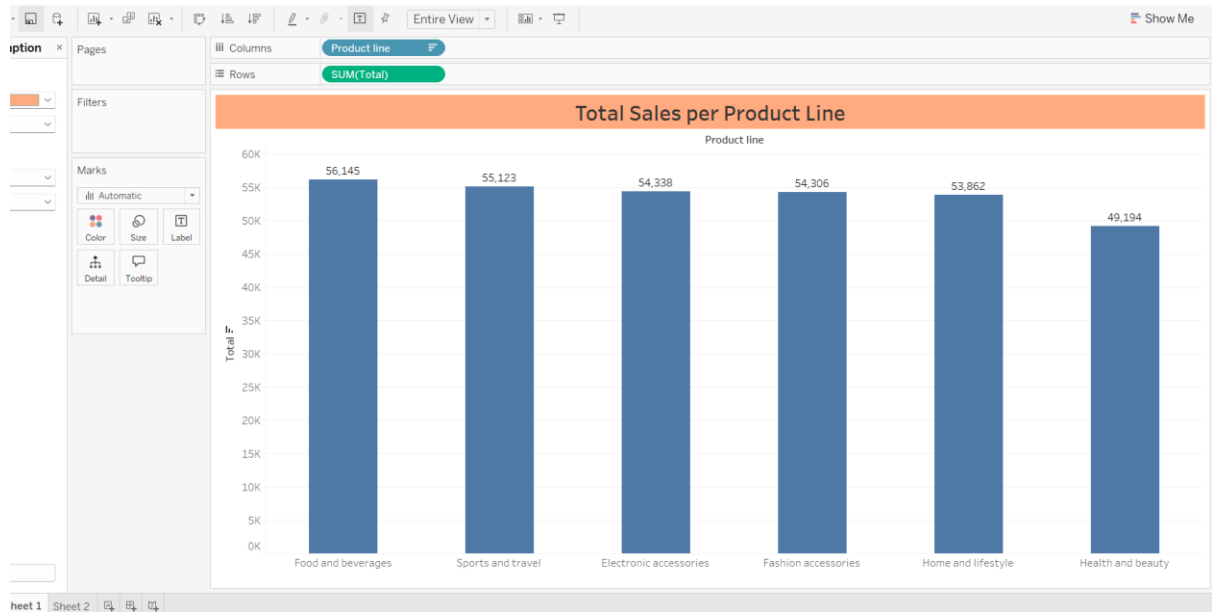 Entire View
Show Me
ption ×
Pages
Columns
Product line
Rows
SUM(Total)
Filters
Marks
Automatic
Color
Size
Label
Detail
Tooltip
Total Sales per Product Line
Product line
60K
55K
50K
45K
40K
35K
30K
25K
20K
15K
10K
5K
0K
Total
56,145
55,123
54,338
54,306
53,862
49,194
Food and beverages
Sports and travel
Electronic accessories
Fashion accessories
Home and lifestyle
Health and beauty
heet 1
Sheet 2